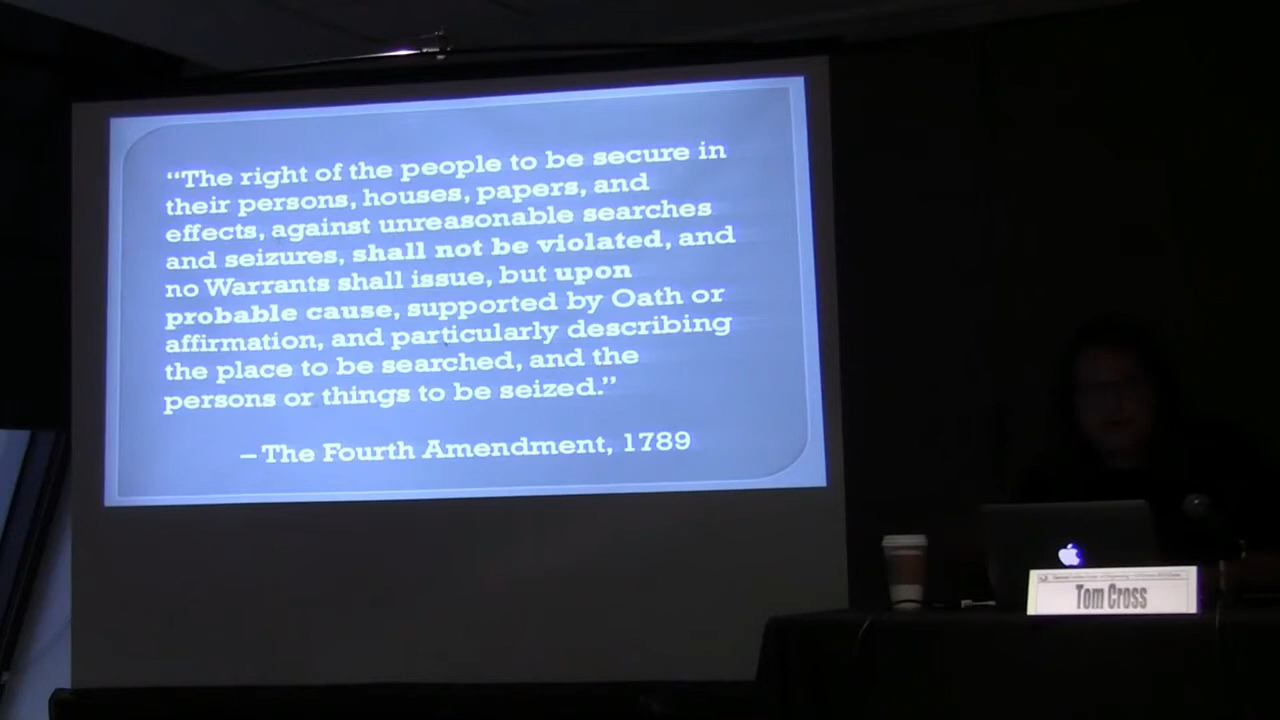 “The right of the people to be secure in
their persons, houses, papers, and
effects, against unreasonable searches
and seizures, shall not be violated, and
no Warrants shall issue, but upon
probable cause, supported by Oath or
affirmation, and particularly describing
the place to be searched, and the
persons or things to be seized.”
– The Fourth Amendment, 1789
Tom Cross